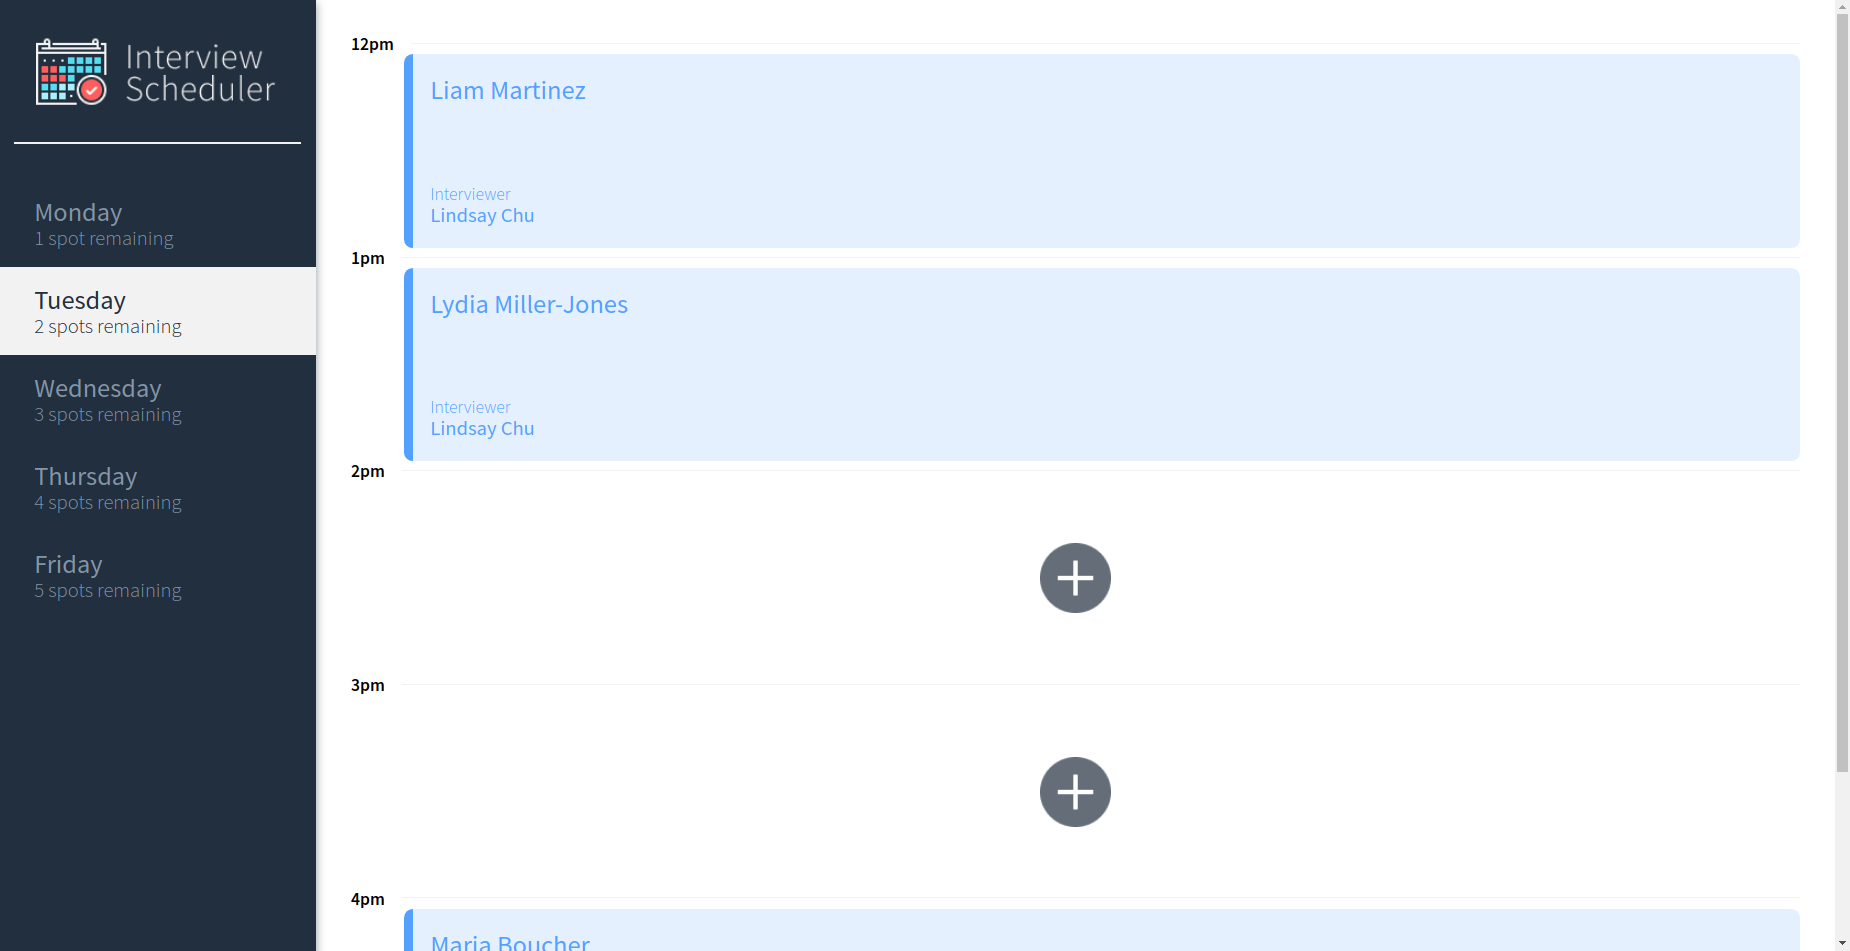 Interview
Scheduler
Monday
1 spot remaining
Tuesday
2 spots remaining
Wednesday
3 spots remaining
Thursday
4 spots remaining
Friday
5 spots remaining
12pm
Liam Martinez
Interviewer
Lindsay Chu
1pm
Lydia Miller-Jones
Interviewer
Lindsay Chu
2pm
3pm
4pm
Maria Boucher